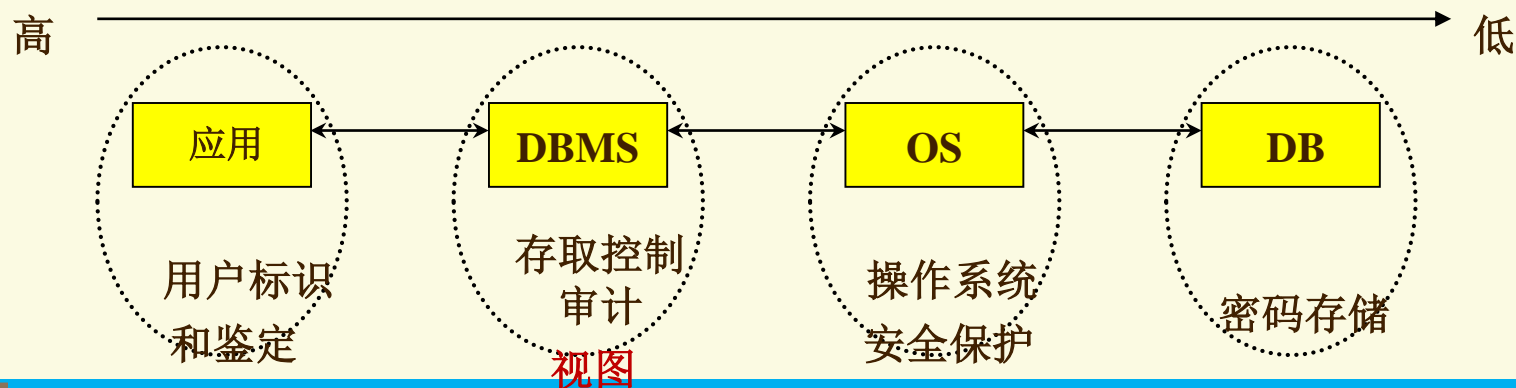 高
低
应用
DBMS
OS
DB
用户标识
和鉴定
存取控制
审计
视图
操作系统
安全保护
密码存储